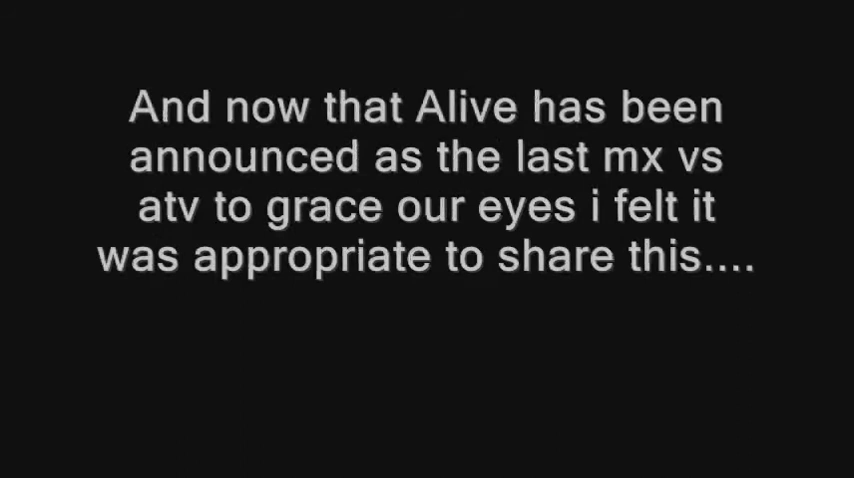 And now that Alive has been
announced as the last mx vs
atv to grace our eyes i felt it
was appropriate to share this....